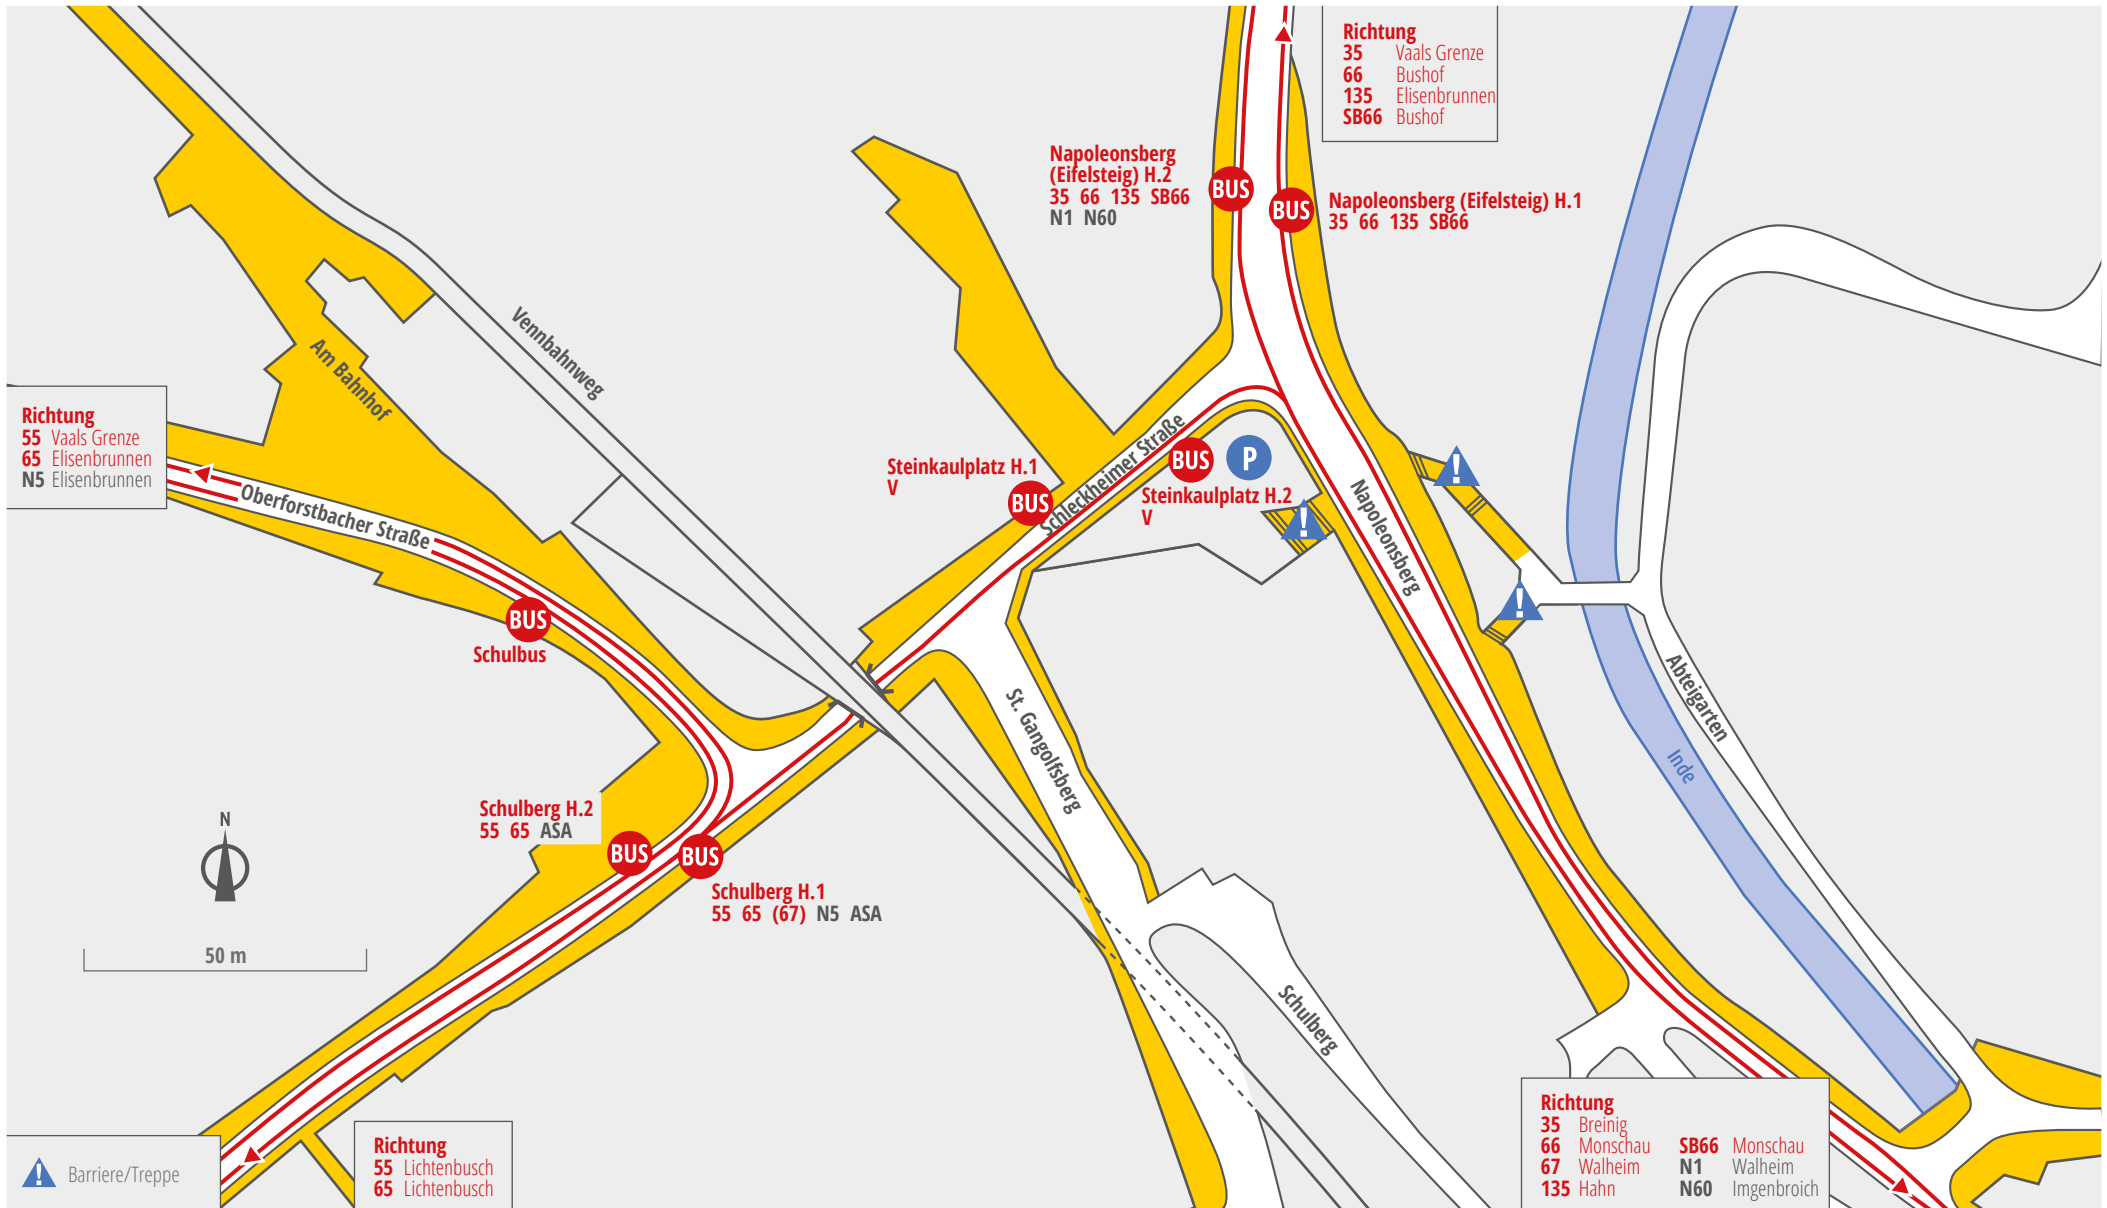 Richtung
35 Vaals Grenze
66 Bushof
135 Elisenbrunnen
SB66 Bushof
Napoleonsberg
(Eifelsteig) H.2
35 66 135 SB66
N1 N60
BUS
BUS
Napoleonsberg (Eifelsteig) H.1
35 66 135 SB66
Vennbahnweg
Am Bahnhof
Richtung
55 Vaals Grenze
65 Elisenbrunnen
N5 Elisenbrunnen
Oberforstbacher Straße
Steinkaulplatz H.1
V
BUS
Schleckheimer Straße
BUS
P
Steinkaulplatz H.2
V
!
!
!
Napoleonsberg
BUS
Schulbus
St. Gangolfsberg
Abteigarten
Inde
Schulberg H.2
55 65 ASA
BUS
BUS
Schulberg H.1
55 65 (67) N5 ASA
N
50 m
Schulberg
Richtung
35 Breinig
66 Monschau SB66 Monschau
67 Walheim N1 Walheim
135 Hahn N60 Imgenbroich
Richtung
55 Lichtenbusch
65 Lichtenbusch
! Barriere/Treppe